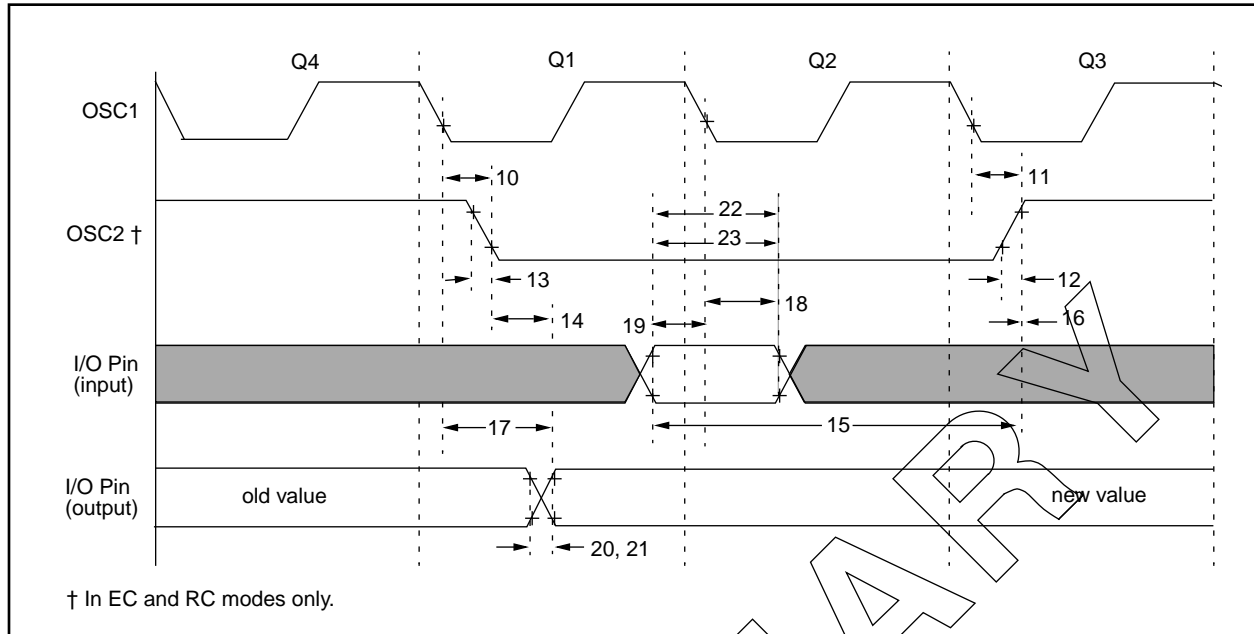 Q4 Q1 Q2 Q3
OSC1
10 11
22
OSC2 †
23
13 12
18
14 19 16
I/O Pin
(input)
17 15
I/O Pin
(output)
old value new value
20, 21
† In EC and RC modes only.
A R Y